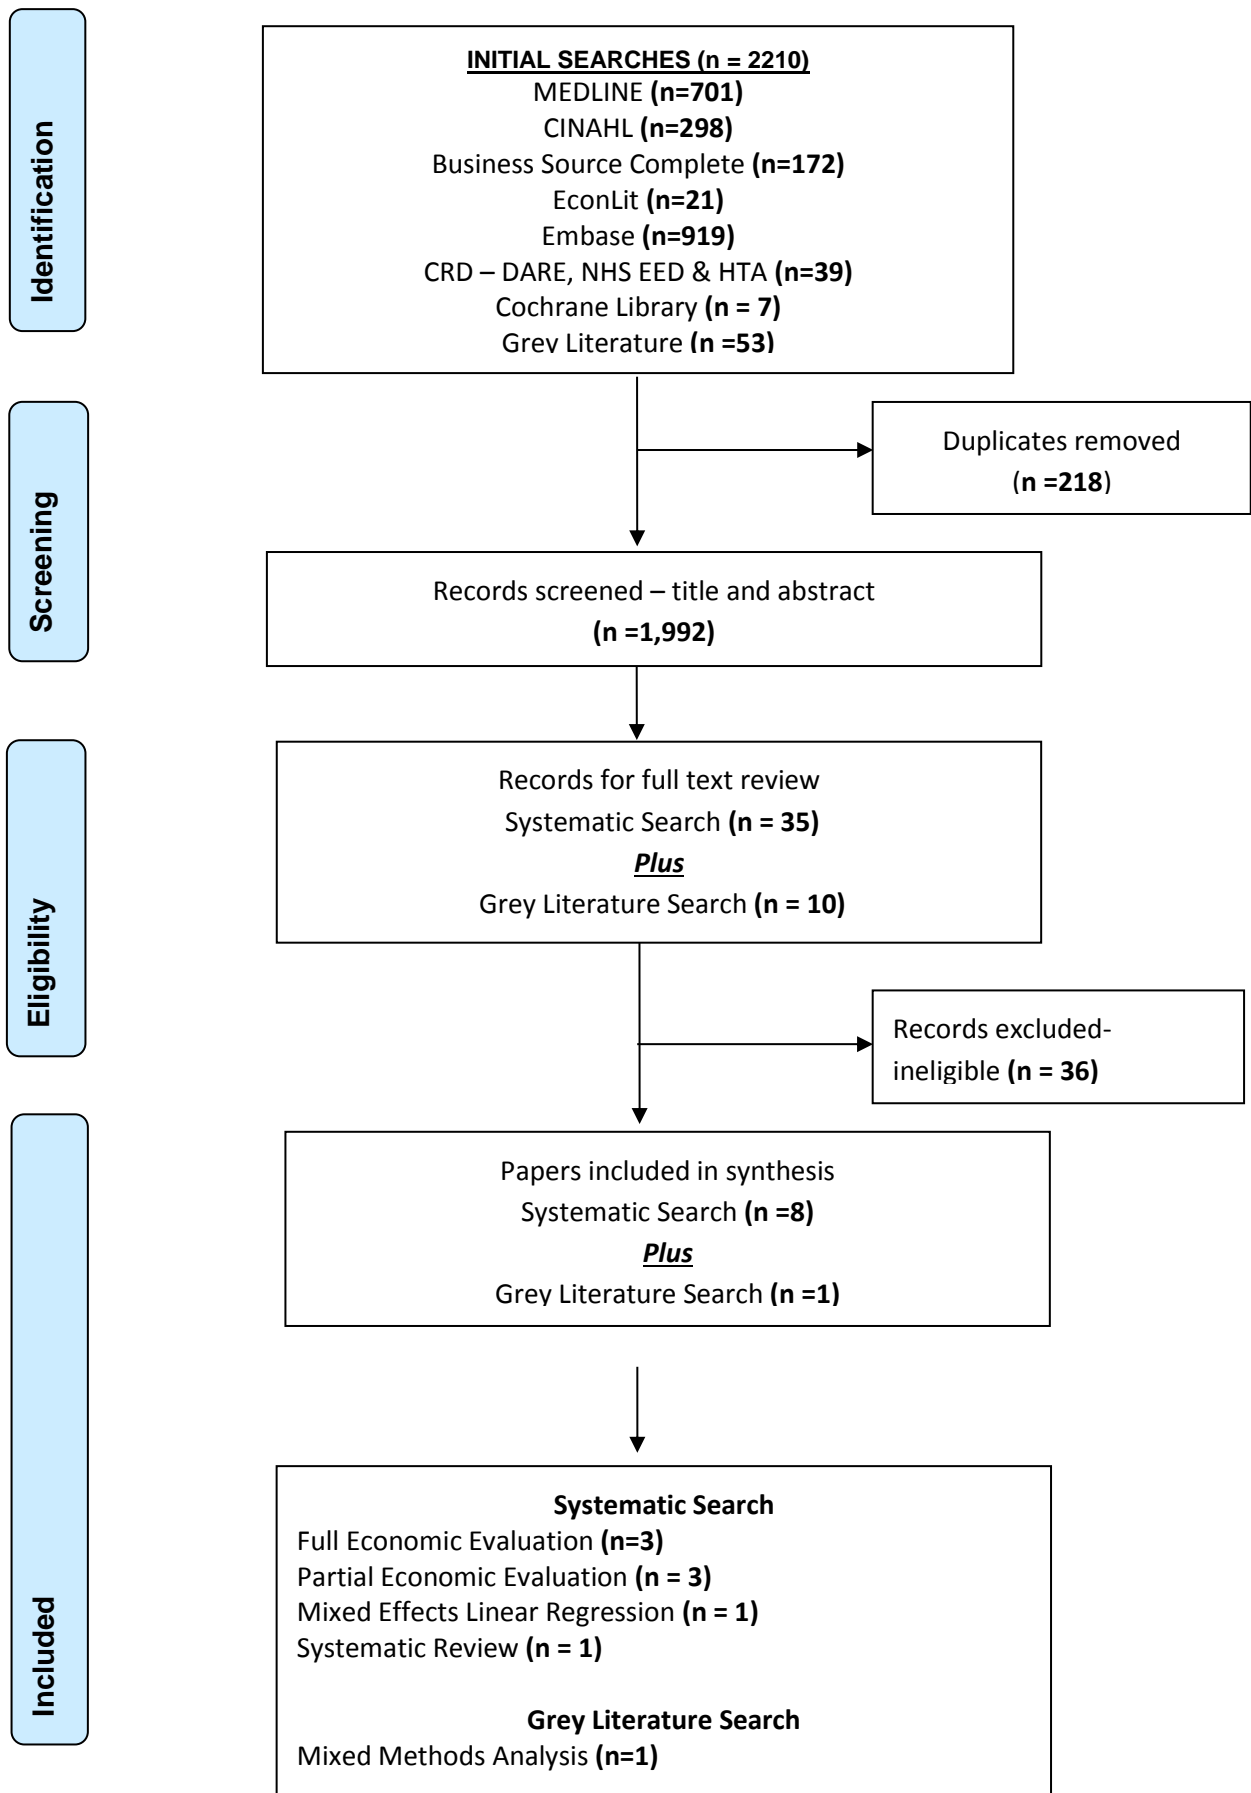 Identification
INITIAL SEARCHES (n = 2210)
MEDLINE (n=701)
CINAHL (n=298)
Business Source Complete (n=172)
EconLit (n=21)
Embase (n=919)
CRD – DARE, NHS EED & HTA (n=39)
Cochrane Library (n = 7)
Grey Literature (n =53)
Screening
Duplicates removed
(n =218)
Records screened – title and abstract
(n =1,992)
Eligibility
Records for full text review
Systematic Search (n = 35)
Plus
Grey Literature Search (n = 10)
Records excluded-
ineligible (n = 36)
Included
Papers included in synthesis
Systematic Search (n =8)
Plus
Grey Literature Search (n =1)
Systematic Search
Full Economic Evaluation (n=3)
Partial Economic Evaluation (n = 3)
Mixed Effects Linear Regression (n = 1)
Systematic Review (n = 1)
Grey Literature Search
Mixed Methods Analysis (n=1)